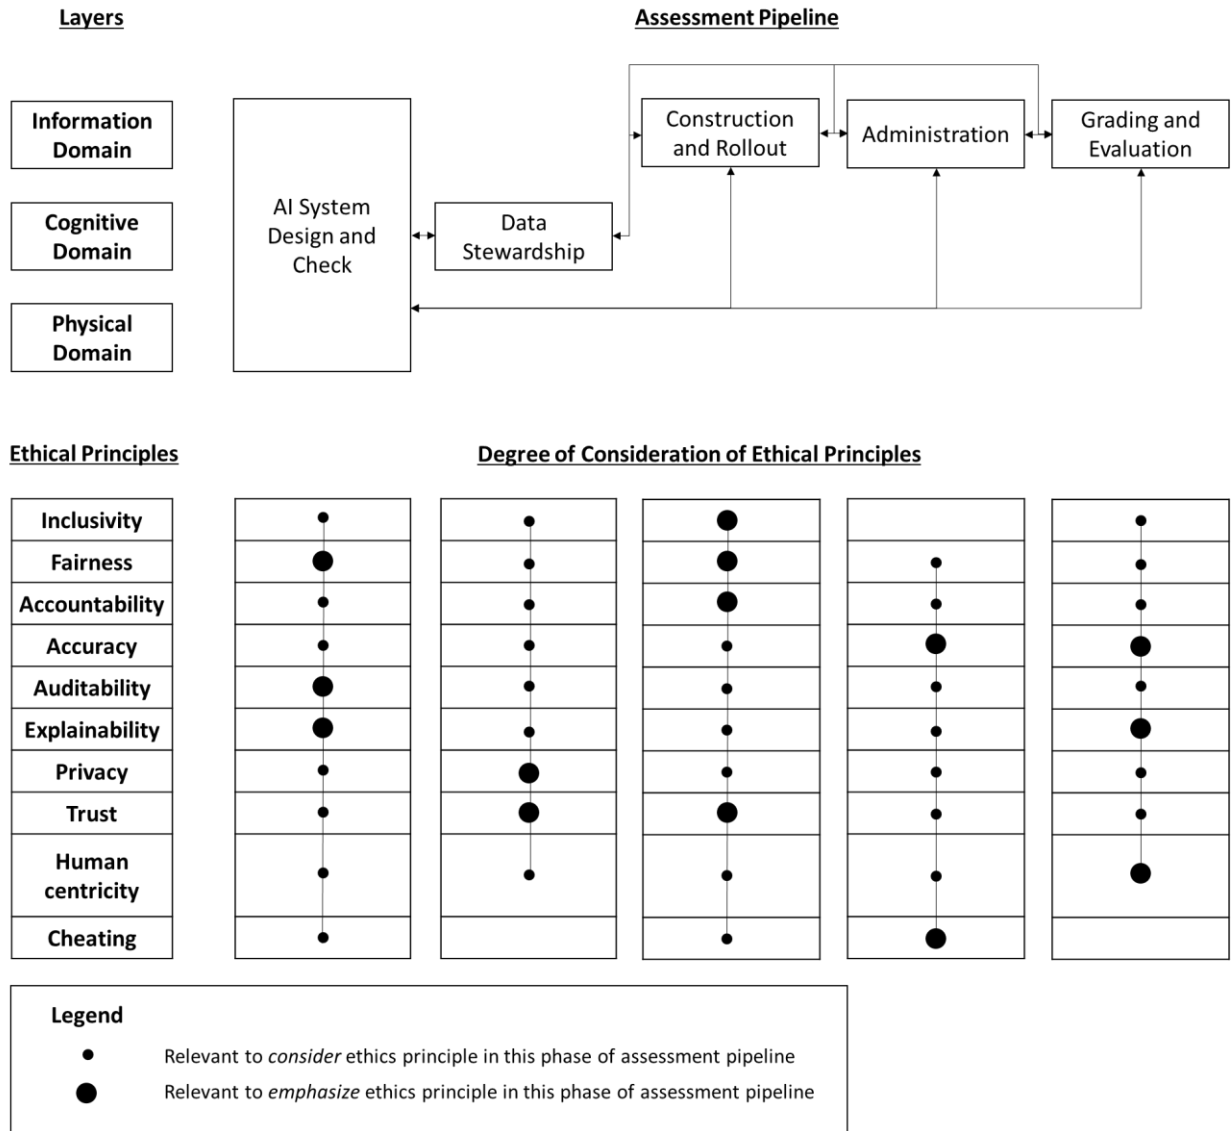 Layers
Assessment Pipeline
Information
Domain
Cognitive
Domain
Physical
Domain
AI System
Design and
Check
Data
Stewardship
Construction
and Rollout
Administration
Grading and
Evaluation
Ethical Principles
Degree of Consideration of Ethical Principles
Inclusivity
Fairness
Accountability
Accuracy
Auditability
Explainability
Privacy
Trust
Human
centricity
Cheating
Legend
Relevant to consider ethics principle in this phase of assessment pipeline
Relevant to emphasize ethics principle in this phase of assessment pipeline